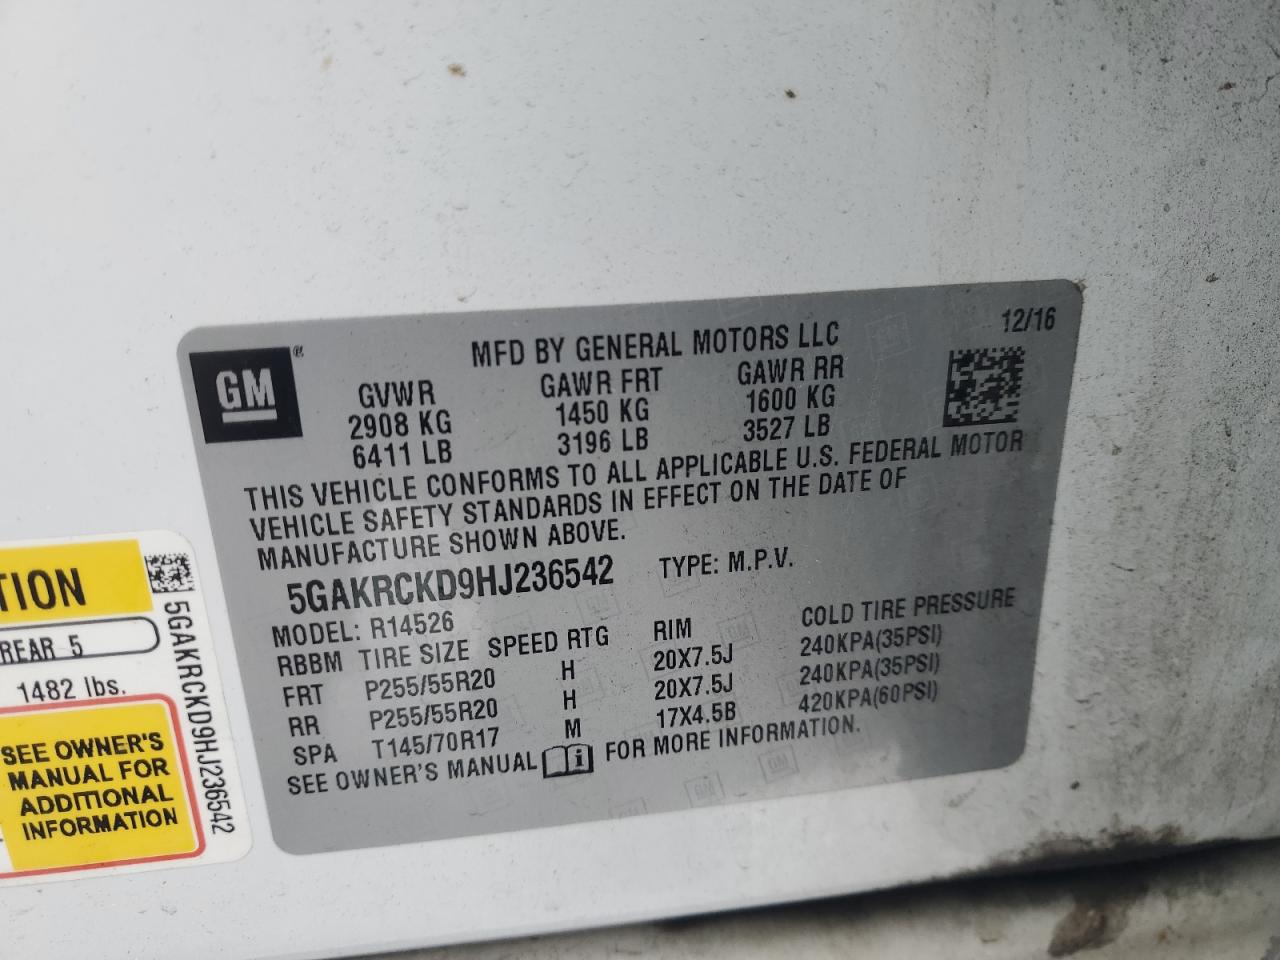 12/16
GM
®
MFD BY GENERAL MOTORS LLC
GVWR GAWR FRT GAWR RR
2908 KG 1450 KG 1600 KG
6411 LB 3196 LB 3527 LB
THIS VEHICLE CONFORMS TO ALL APPLICABLE U.S. FEDERAL MOTOR
VEHICLE SAFETY STANDARDS IN EFFECT ON THE DATE OF
MANUFACTURE SHOWN ABOVE.
5GAKRCKD9HJ236542 TYPE: M.P.V.
MODEL: R14526
RBBM TIRE SIZE SPEED RTG RIM COLD TIRE PRESSURE
FRT P255/55R20 H 20X7.5J 240KPA(35PSI)
RR P255/55R20 H 20X7.5J 240KPA(35PSI)
SPA T145/70R17 M 17X4.5B 420KPA(60PSI)
SEE OWNER'S MANUAL i FOR MORE INFORMATION.
TION
REAR 5
1482 lbs.
SEE OWNER'S
MANUAL FOR
ADDITIONAL
INFORMATION
5GAKRCKD9HJ236542